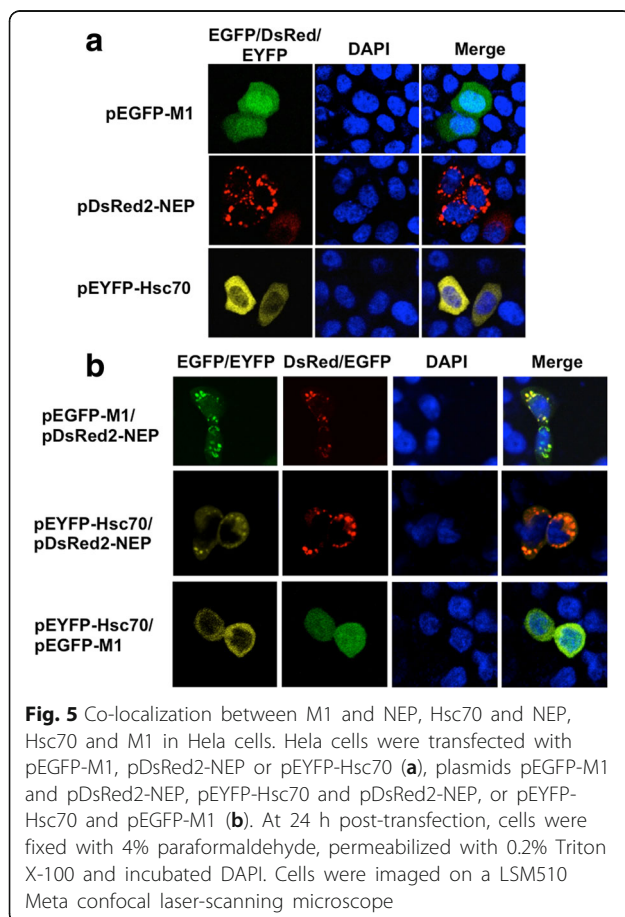 a
EGFP/DsRed/
EYFP
DAPI
Merge
pEGFP-M1
pDsRed2-NEP
pEYFP-Hsc70
b
EGFP/EYFP
DsRed/EGFP
DAPI
Merge
pEGFP-M1/
pDsRed2-NEP
pEYFP-Hsc70/
pDsRed2-NEP
pEYFP-Hsc70/
pEGFP-M1
Fig. 5 Co-localization between M1 and NEP, Hsc70 and NEP,
Hsc70 and M1 in Hela cells. Hela cells were transfected with
pEGFP-M1, pDsRed2-NEP or pEYFP-Hsc70 (a), plasmids pEGFP-M1
and pDsRed2-NEP, pEYFP-Hsc70 and pDsRed2-NEP, or pEYFP-
Hsc70 and pEGFP-M1 (b). At 24 h post-transfection, cells were
fixed with 4% paraformaldehyde, permeabilized with 0.2% Triton
X-100 and incubated DAPI. Cells were imaged on a LSM510
Meta confocal laser-scanning microscope